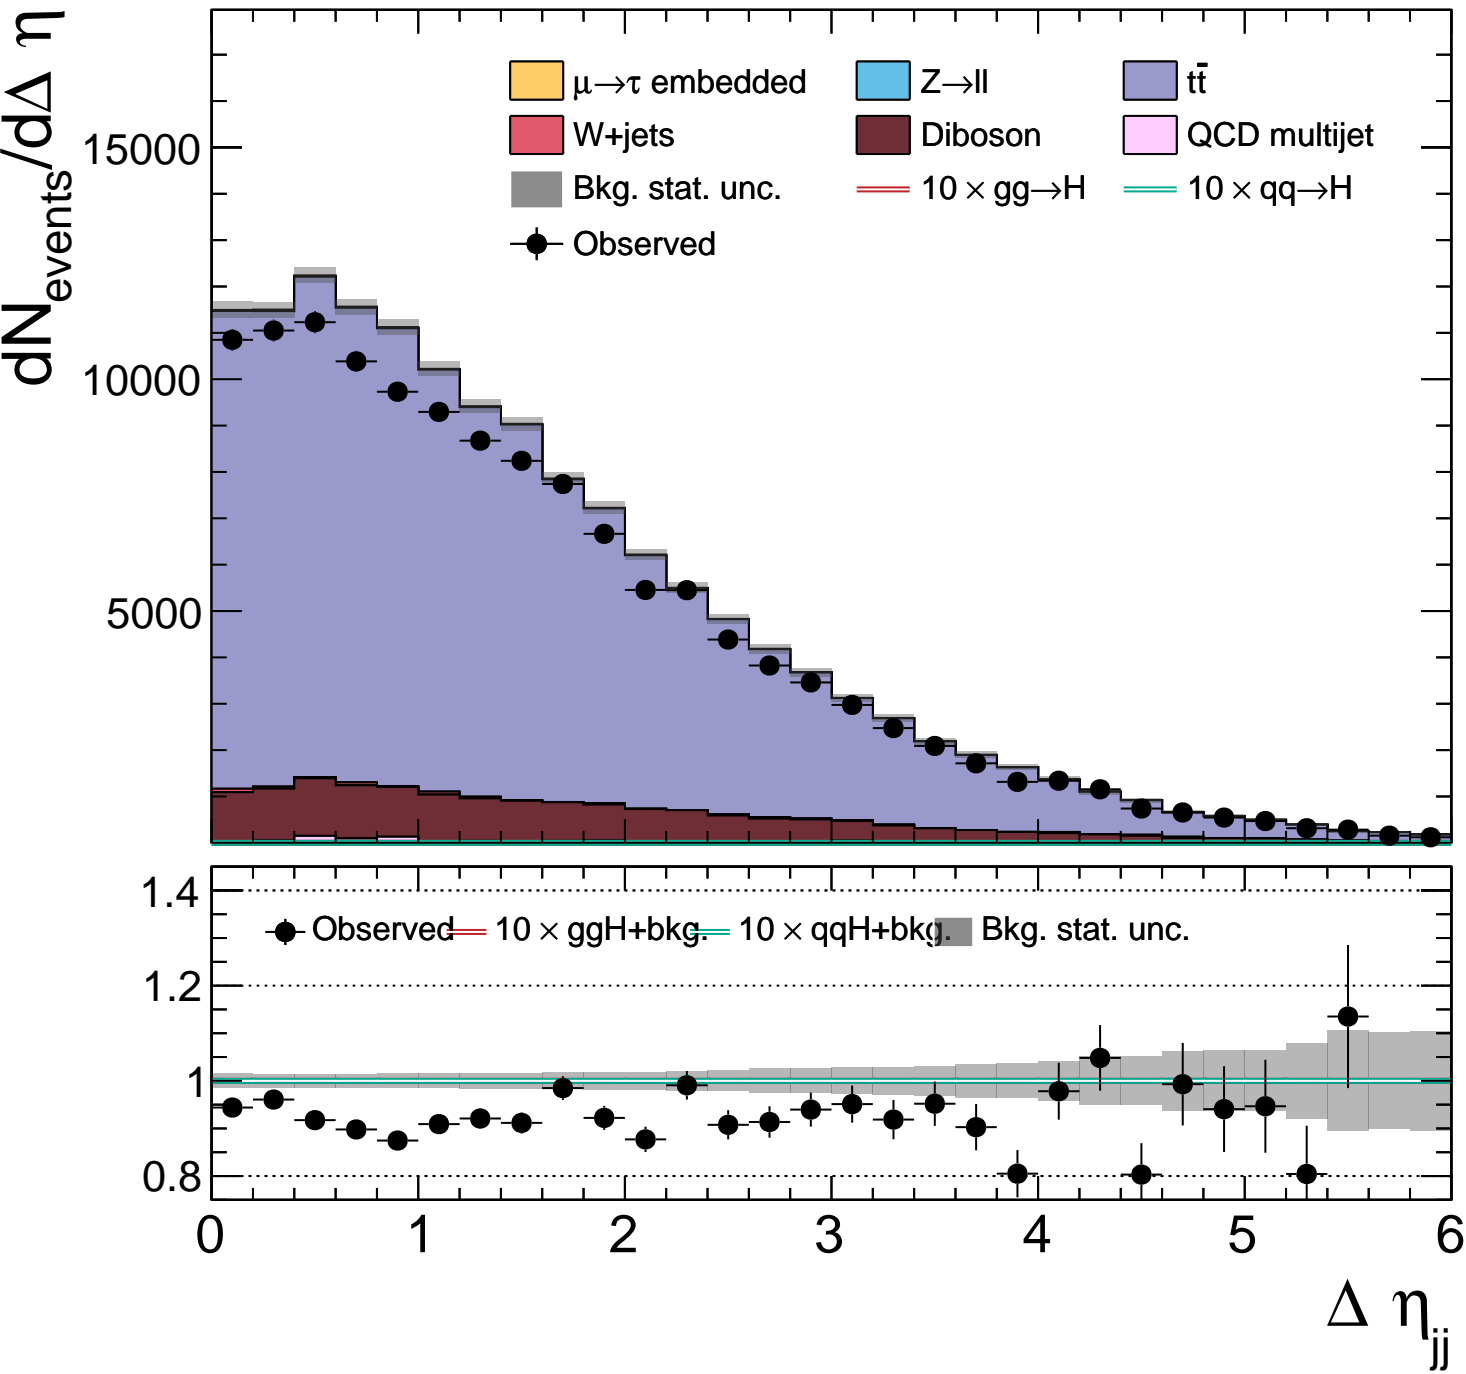 dN_events/dΔ η
15000
10000
5000
μ→τ embedded
Z→ll
tt̄
W+jets
Diboson
QCD multijet
Bkg. stat. unc.
10 × gg→H
10 × qq→H
Observed
1.4
1.2
1
0.8
Observed
10 × ggH+bkg.
10 × qqH+bkg.
Bkg. stat. unc.
0 1 2 3 4 5 6
Δ η_jj